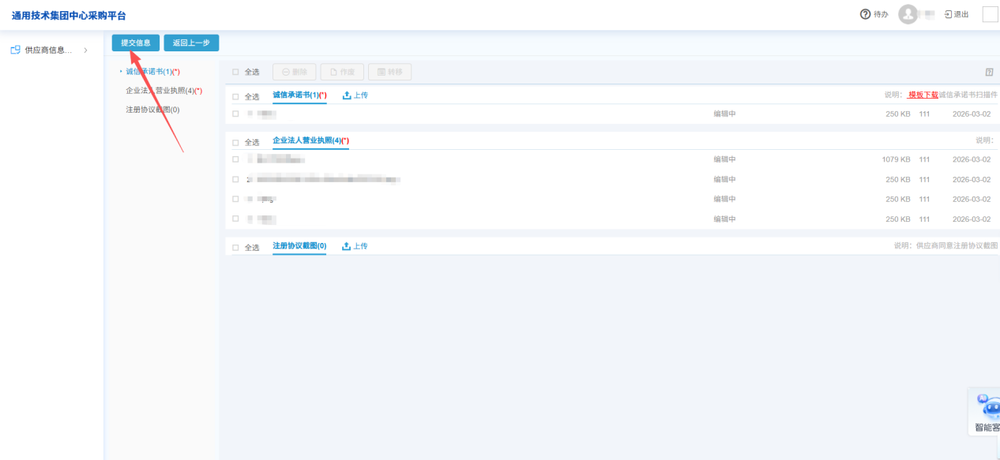 通用技术集团中心采购平台
待办
退出
供应商信息...
提交信息 返回上一步
诚信承诺书(1)(*)
企业法人营业执照(4)(*)
注册协议截图(0)
全选 删除 作废 转移
全选 诚信承诺书(1)(*) 上传 说明: 模板下载诚信承诺书扫描件
编辑中 250 KB 111 2026-03-02
全选 企业法人营业执照(4)(*) 说明:
编辑中 1079 KB 111 2026-03-02
编辑中 250 KB 111 2026-03-02
编辑中 250 KB 111 2026-03-02
编辑中 250 KB 111 2026-03-02
全选 注册协议截图(0) 上传 说明: 供应商同意注册协议截图
AI
智能客